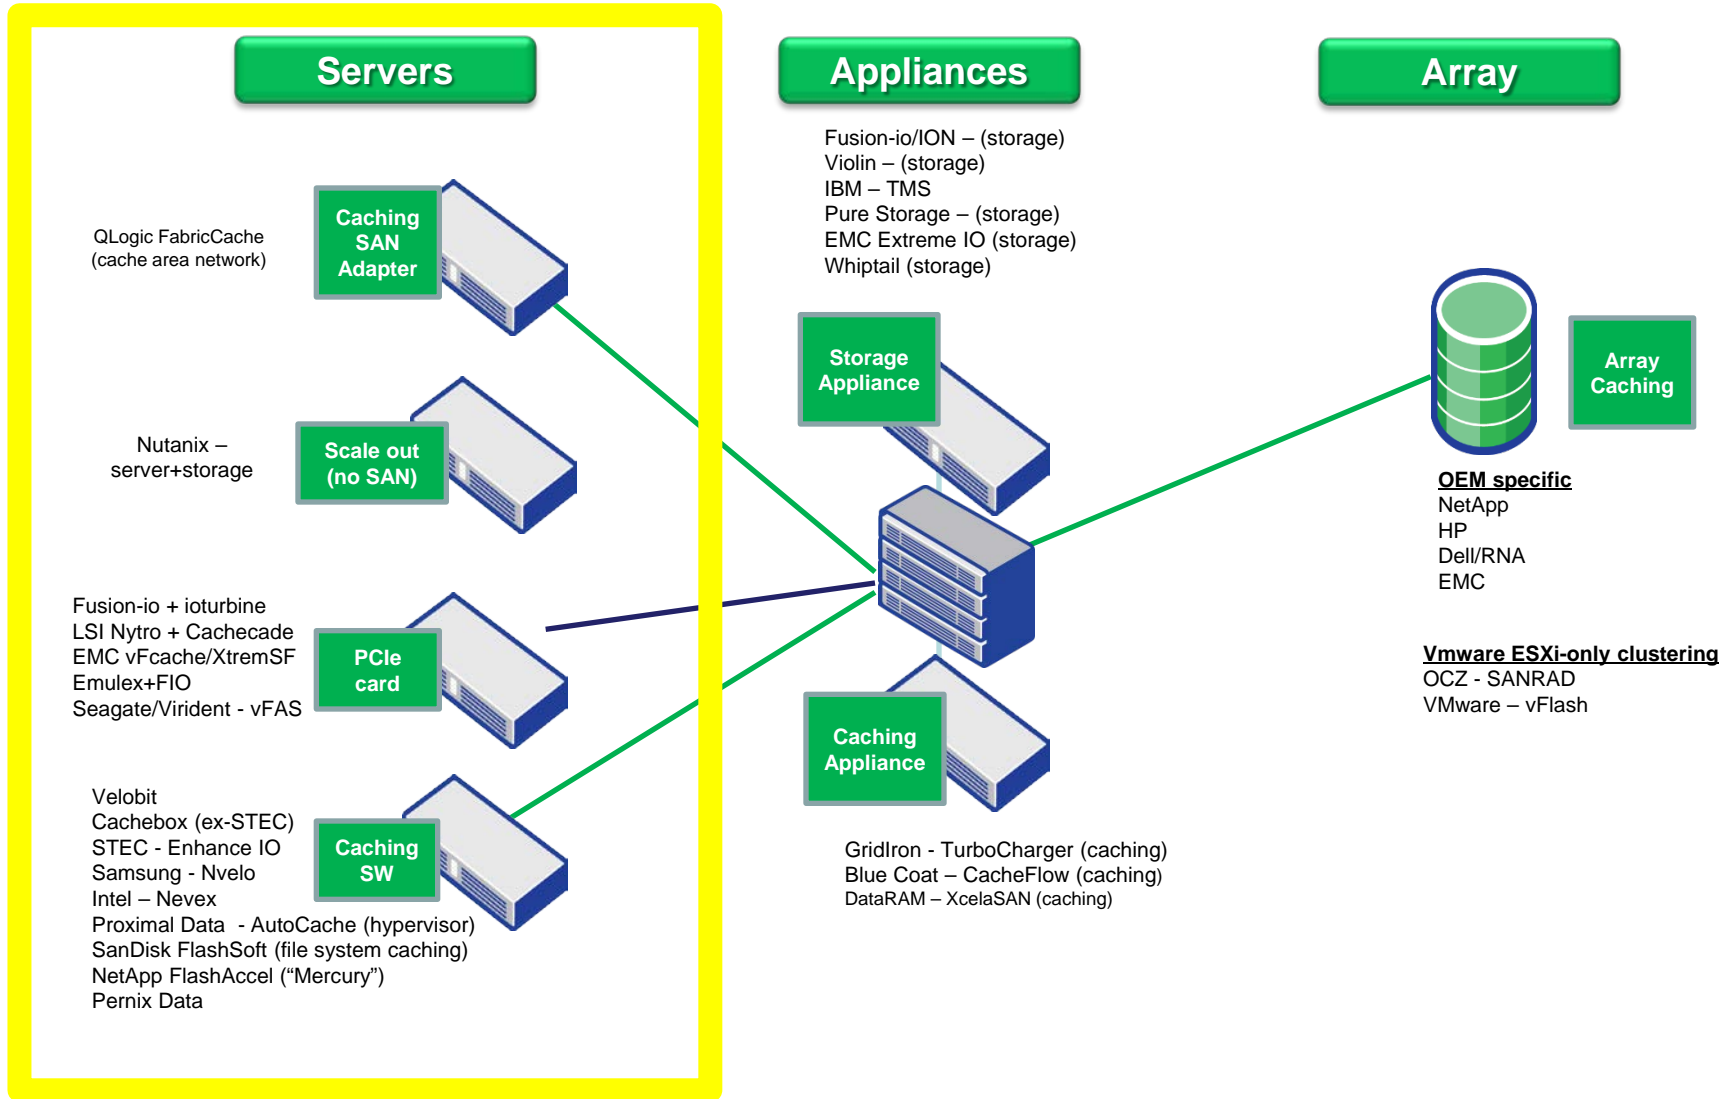 Servers
QLogic FabricCache
(cache area network)
Caching
SAN
Adapter
Nutanix –
server+storage
Scale out
(no SAN)
Fusion-io + ioturbine
LSI Nytro + Cachecade
EMC vFcache/XtremSF
Emulex+FIO
Seagate/Virident - vFAS
PCIe
card
Velobit
Cachebox (ex-STEC)
STEC - Enhance IO
Samsung - Nvelo
Intel – Nevex
Proximal Data  - AutoCache (hypervisor)
SanDisk FlashSoft (file system caching)
NetApp FlashAccel (“Mercury”)
Pernix Data
Caching
SW
Appliances
Fusion-io/ION – (storage)
Violin – (storage)
IBM – TMS
Pure Storage – (storage)
EMC Extreme IO (storage)
Whiptail (storage)
Storage
Appliance
Caching
Appliance
GridIron - TurboCharger (caching)
Blue Coat – CacheFlow (caching)
DataRAM – XcelaSAN (caching)
Array
Array
Caching
OEM specific
NetApp
HP
Dell/RNA
EMC
Vmware ESXi-only clustering
OCZ - SANRAD
VMware – vFlash